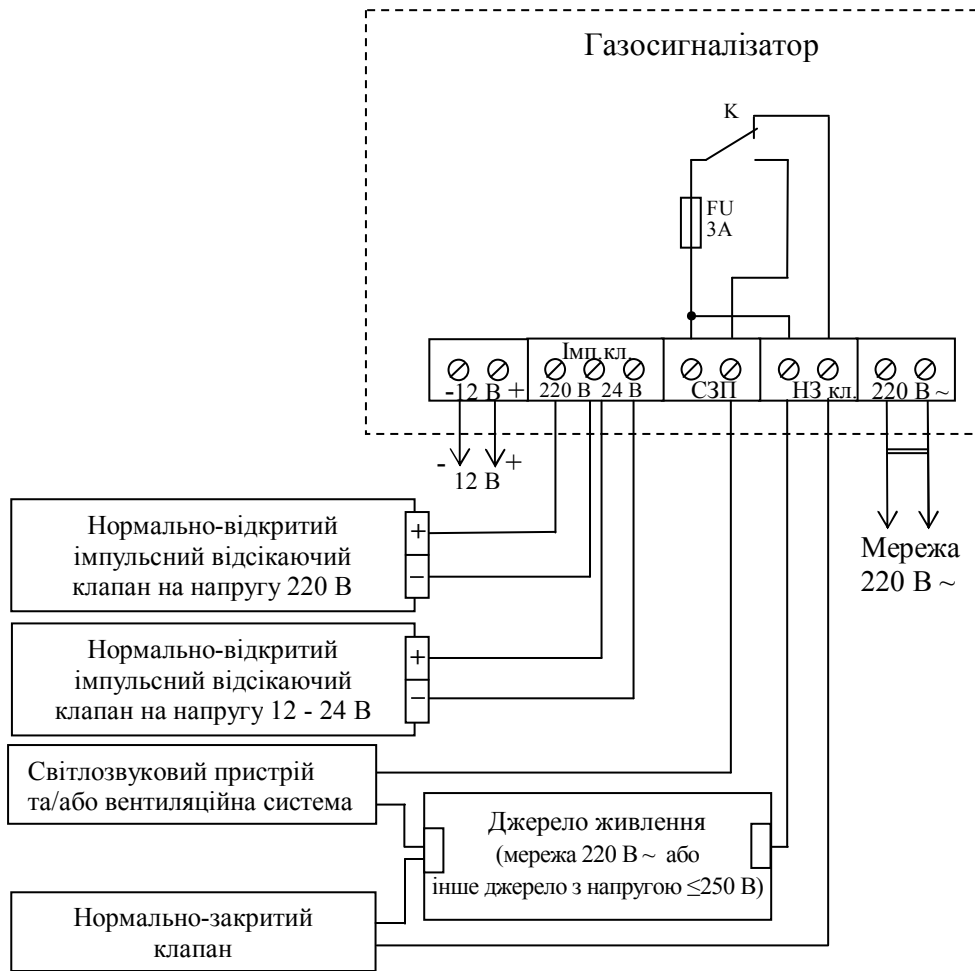 Газосигналізатор
K
FU
3A
Імп.кл.
-12 В +
220 В 24 В
СЗП
НЗ кл.
220 В ~
- +
12 В
Мережа
220 В ~
Нормально-відкритий
імпульсний відсікаючий
клапан на напругу 220 В
+
−
Нормально-відкритий
імпульсний відсікаючий
клапан на напругу 12 - 24 В
+
−
Світлозвуковий пристрій
та/або вентиляційна система
Джерело живлення
(мережа 220 В ~ або
інше джерело з напругою ≤250 В)
Нормально-закритий
клапан